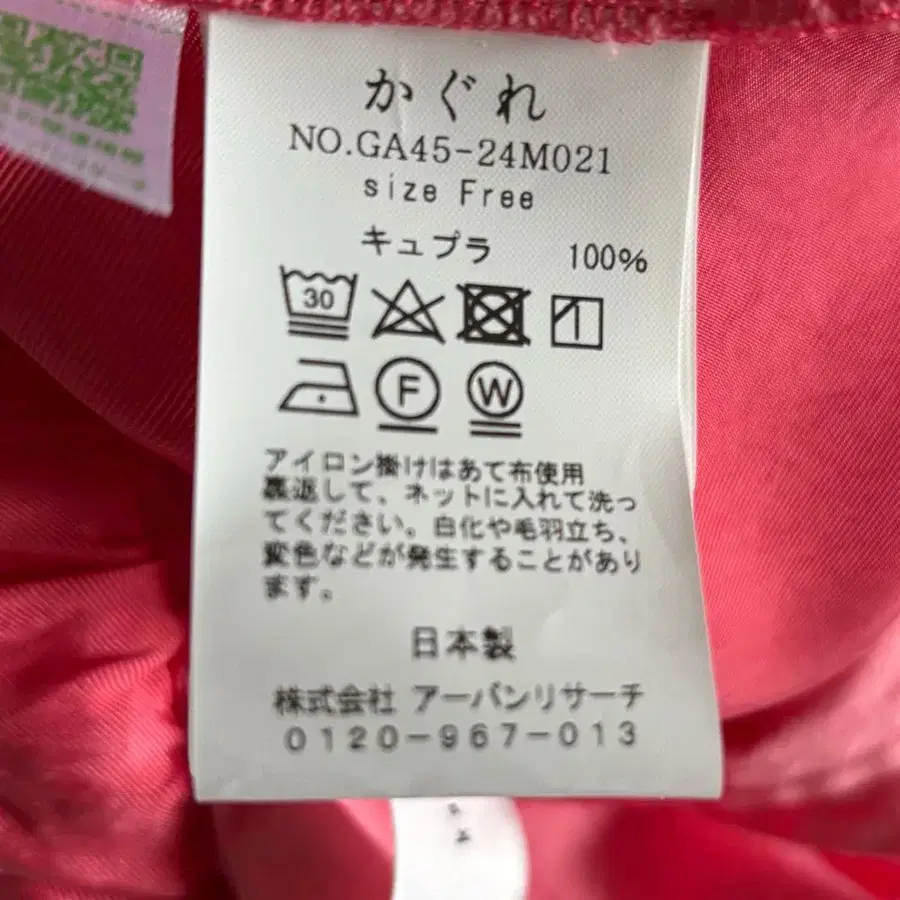 かぐれ
NO.GA45-24M021
size Free
キュプラ 100%
30
F W
アイロン掛けはあて布使用
裏返して、ネットに入れて洗っ
てください。白化や毛羽立ち、
変色などが発生することがあり
ます。
日本製
株式会社 アーバンリサーチ
0120-967-013